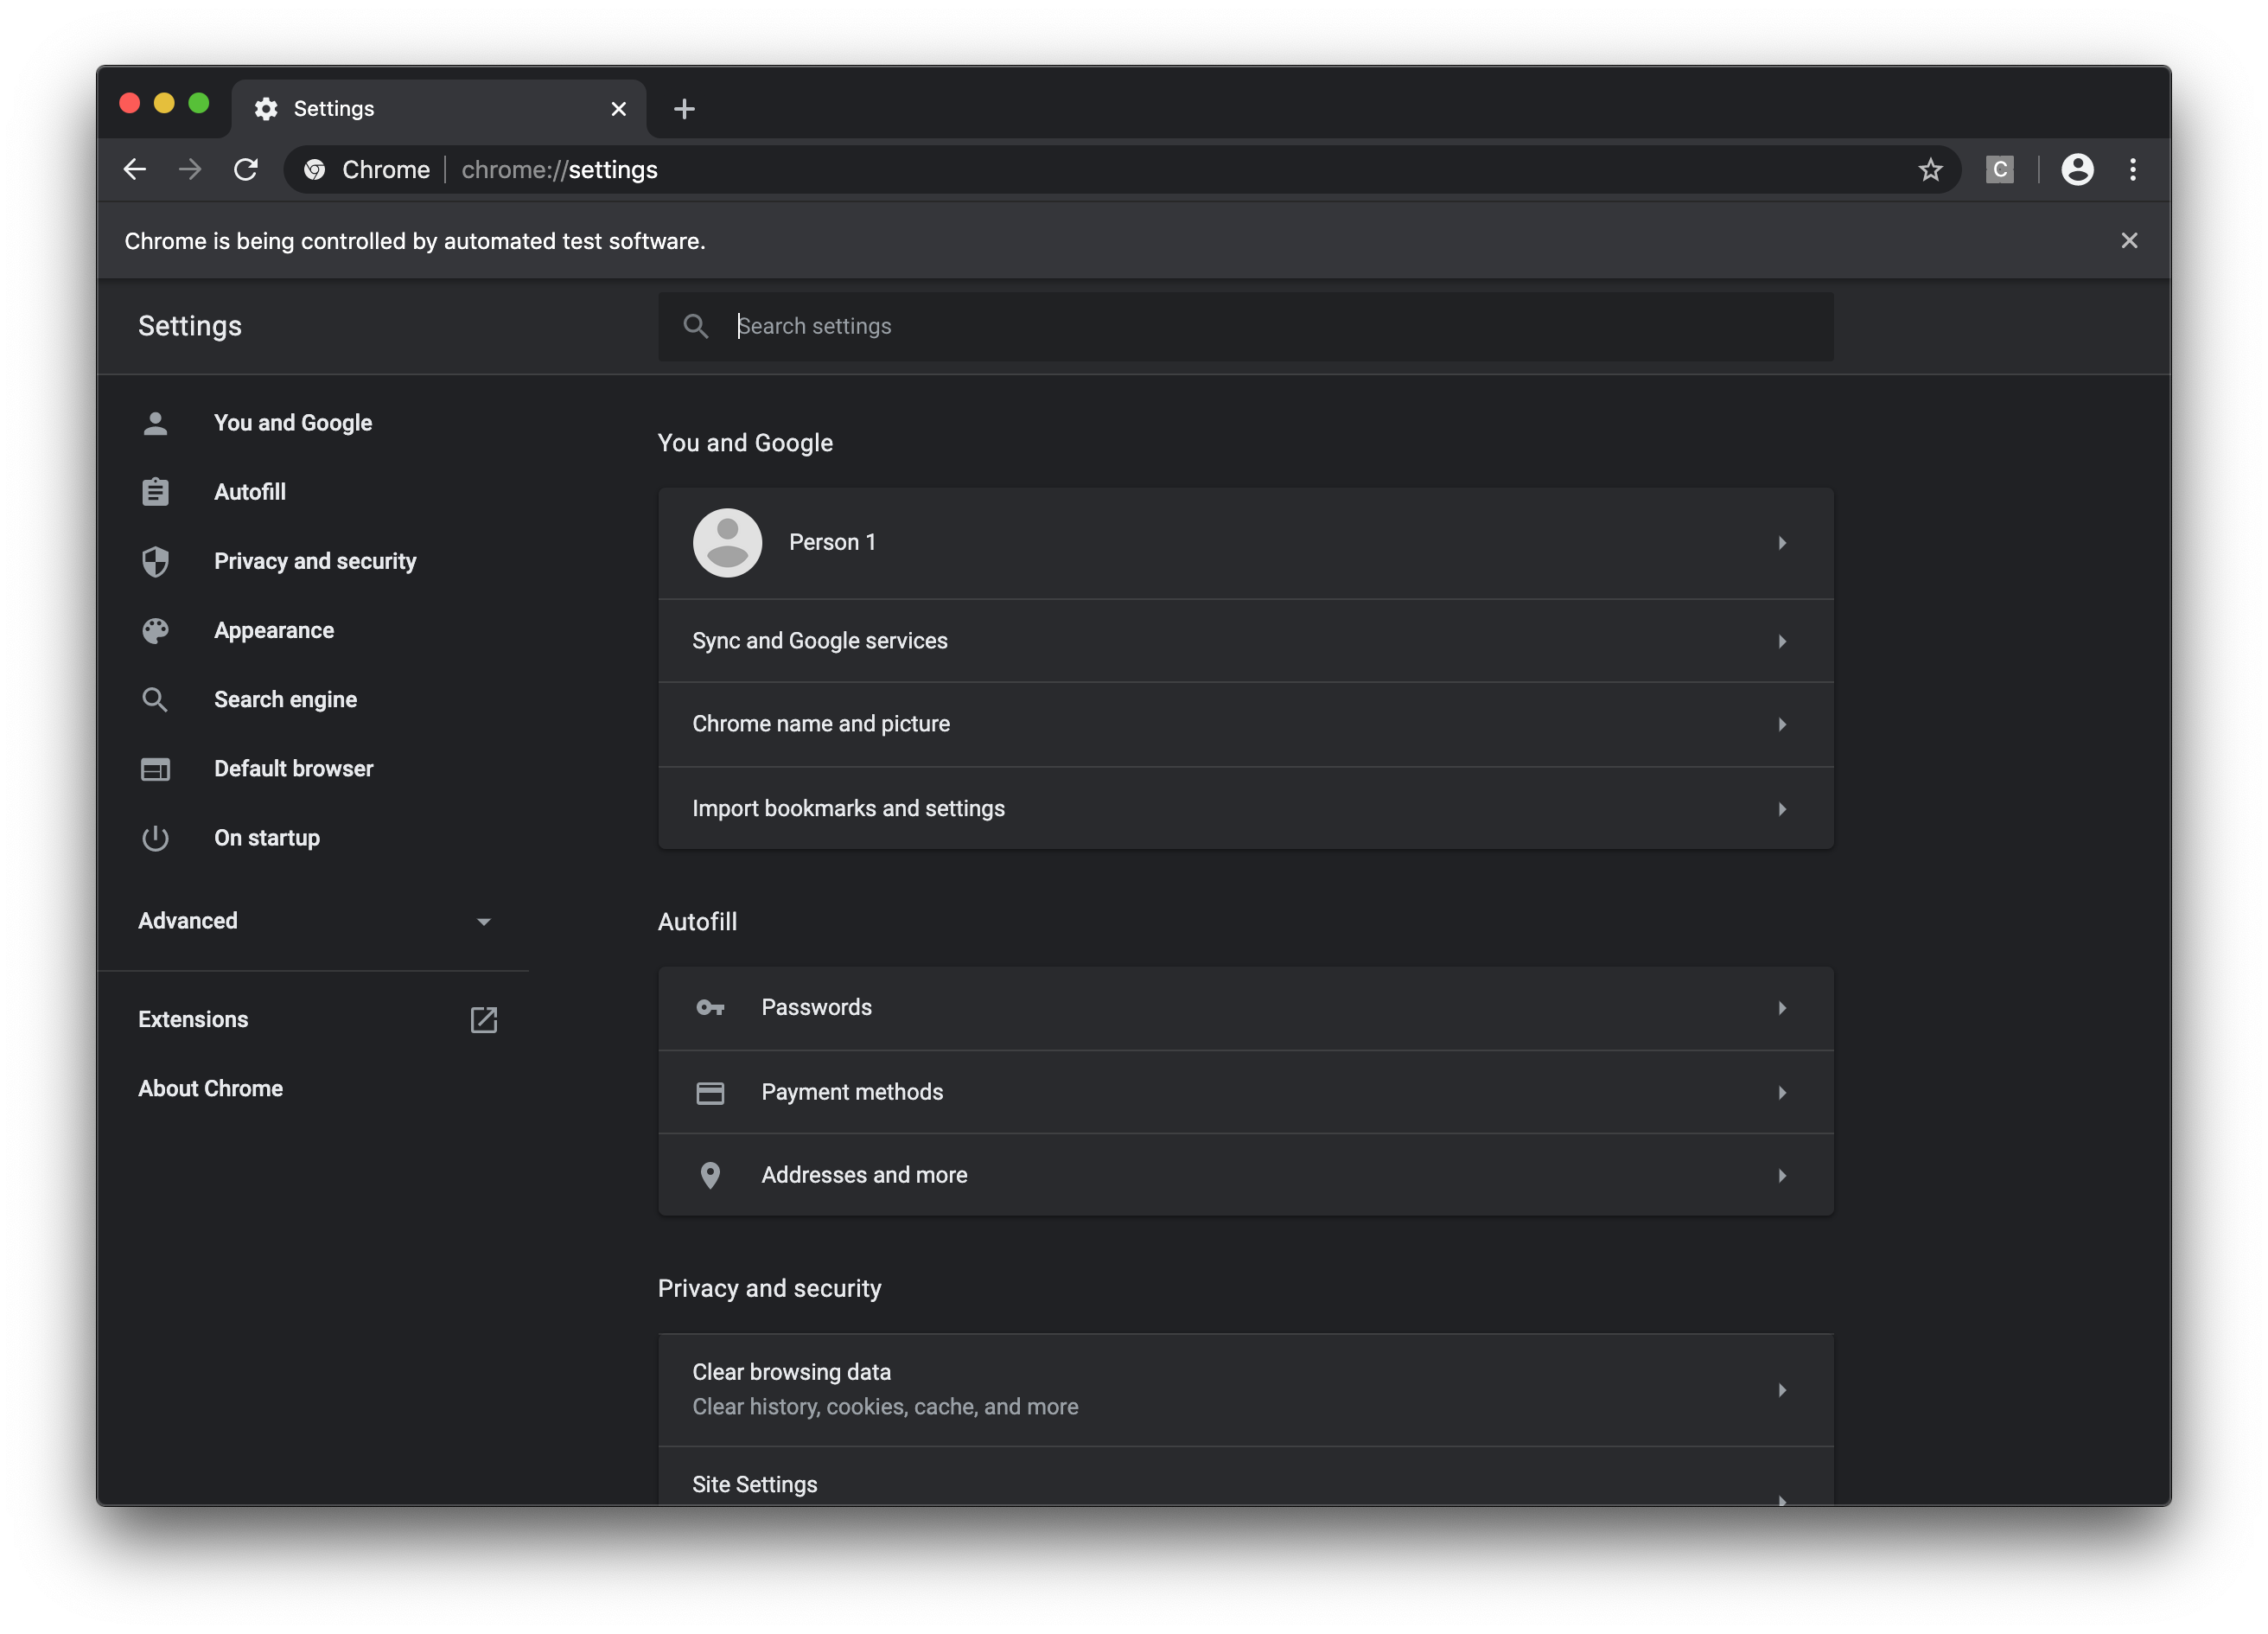 Settings
Chrome chrome://settings
C
Chrome is being controlled by automated test software.
Settings
Search settings
You and Google
Autofill
Privacy and security
Appearance
Search engine
Default browser
On startup
Advanced
Extensions
About Chrome
You and Google
Person 1
Sync and Google services
Chrome name and picture
Import bookmarks and settings
Autofill
Passwords
Payment methods
Addresses and more
Privacy and security
Clear browsing data
Clear history, cookies, cache, and more
Site Settings